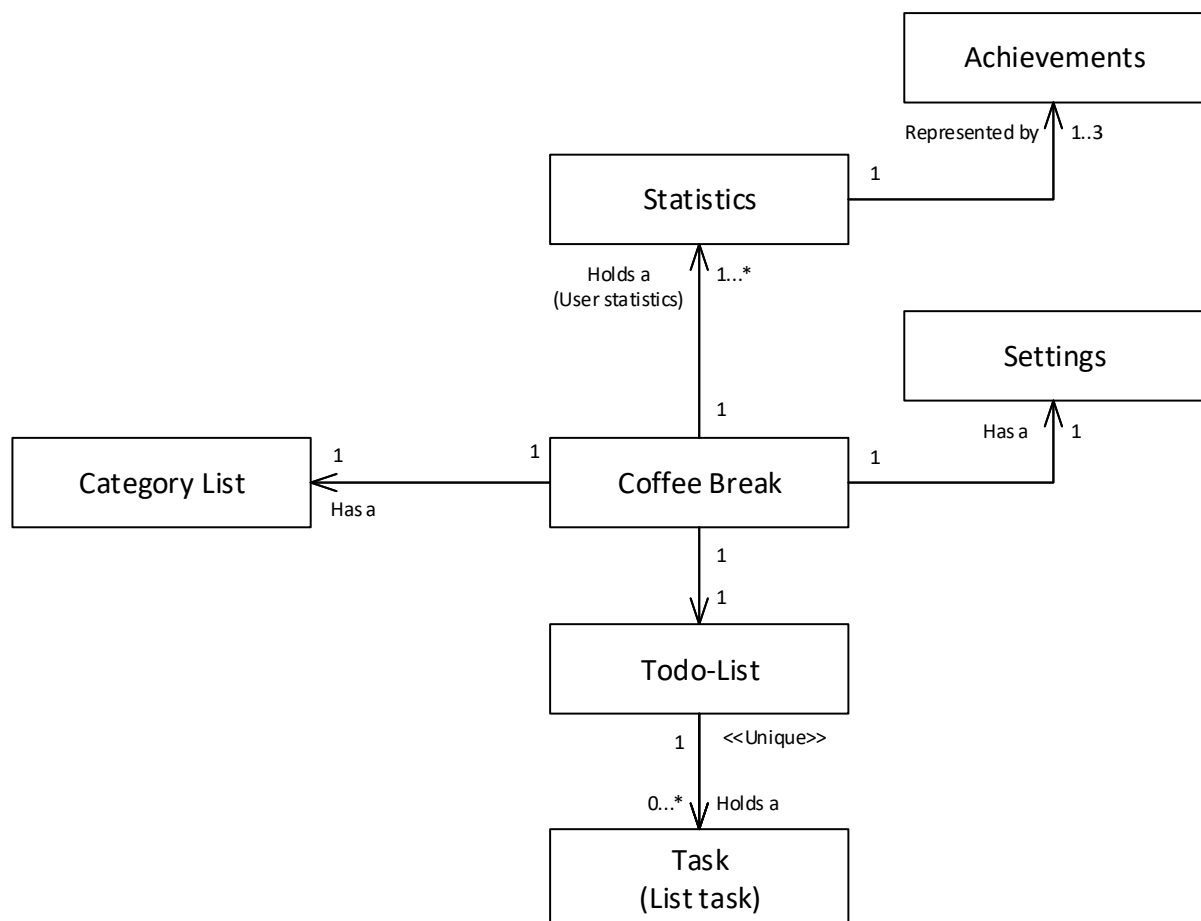 Achievements
Represented by
1..3
1
Statistics
Holds a
(User statistics)
1...*
Settings
Has a
1
1
1
1
1
Category List
Has a
Coffee Break
1
1
Todo-List
1
<<Unique>>
0...*
Holds a
Task
(List task)